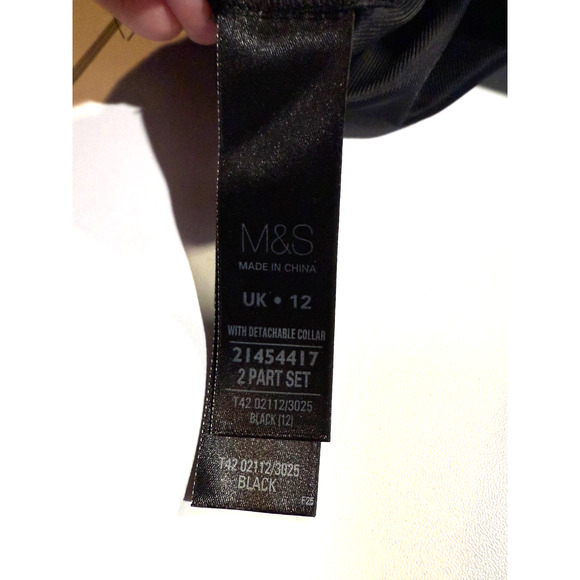 M&S
MADE IN CHINA
UK • 12
WITH DETACHABLE COLLAR
21454417
2 PART SET
T42 02112/3025
BLACK (12)
T42 02112/3025
BLACK
F25